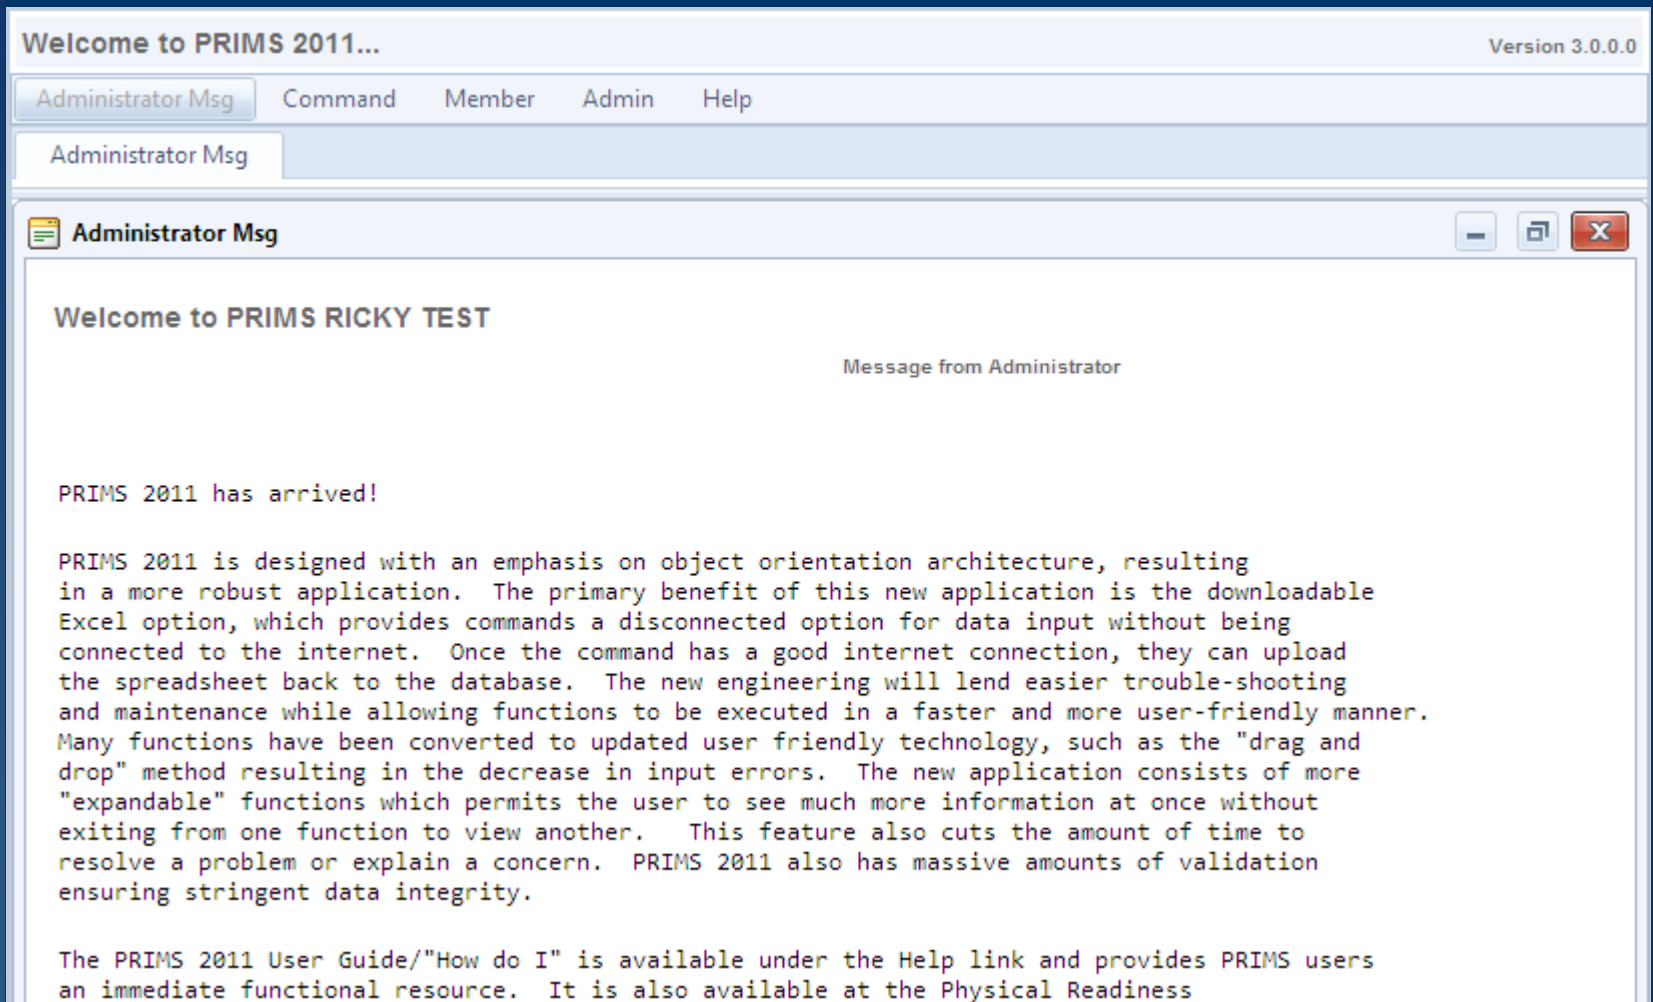 Welcome to PRIMS 2011...
Version 3.0.0.0
Administrator Msg Command Member Admin Help
Administrator Msg
Administrator Msg
Welcome to PRIMS RICKY TEST
Message from Administrator
PRIMS 2011 has arrived!
PRIMS 2011 is designed with an emphasis on object orientation architecture, resulting
in a more robust application.  The primary benefit of this new application is the downloadable
Excel option, which provides commands a disconnected option for data input without being
connected to the internet.  Once the command has a good internet connection, they can upload
the spreadsheet back to the database.  The new engineering will lend easier trouble-shooting
and maintenance while allowing functions to be executed in a faster and more user-friendly manner.
Many functions have been converted to updated user friendly technology, such as the "drag and
drop" method resulting in the decrease in input errors.  The new application consists of more
"expandable" functions which permits the user to see much more information at once without
exiting from one function to view another.   This feature also cuts the amount of time to
resolve a problem or explain a concern.  PRIMS 2011 also has massive amounts of validation
ensuring stringent data integrity.
The PRIMS 2011 User Guide/"How do I" is available under the Help link and provides PRIMS users
an immediate functional resource.  It is also available at the Physical Readiness